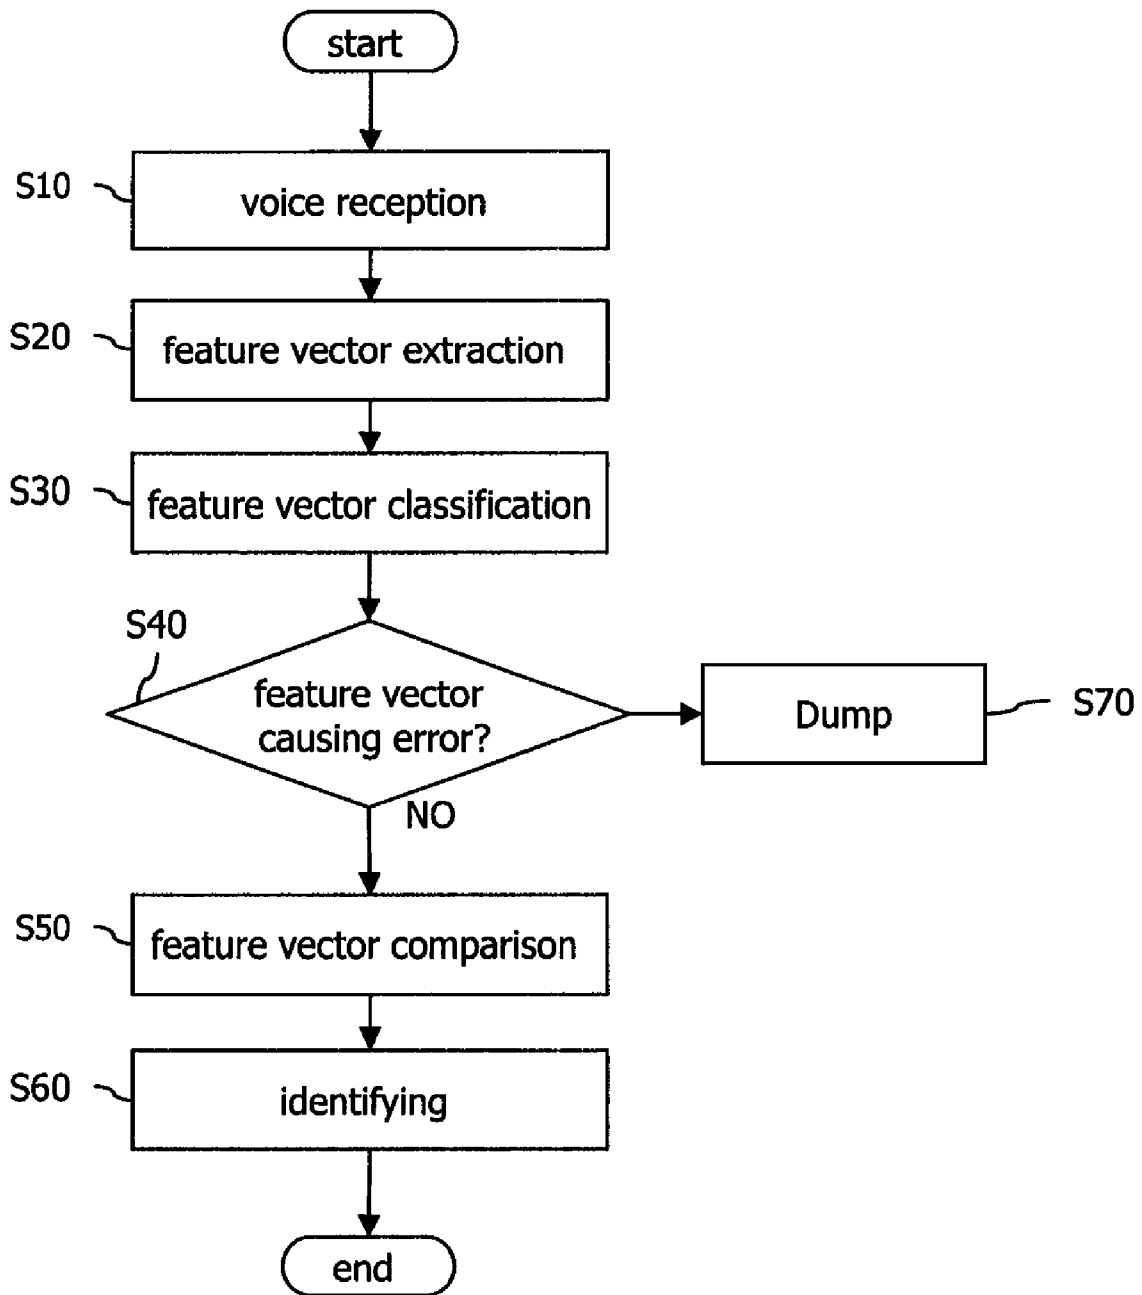 start
S10
voice reception
S20
feature vector extraction
S30
feature vector classification
S40
feature vector
causing error?
Dump
S70
NO
S50
feature vector comparison
S60
identifying
end